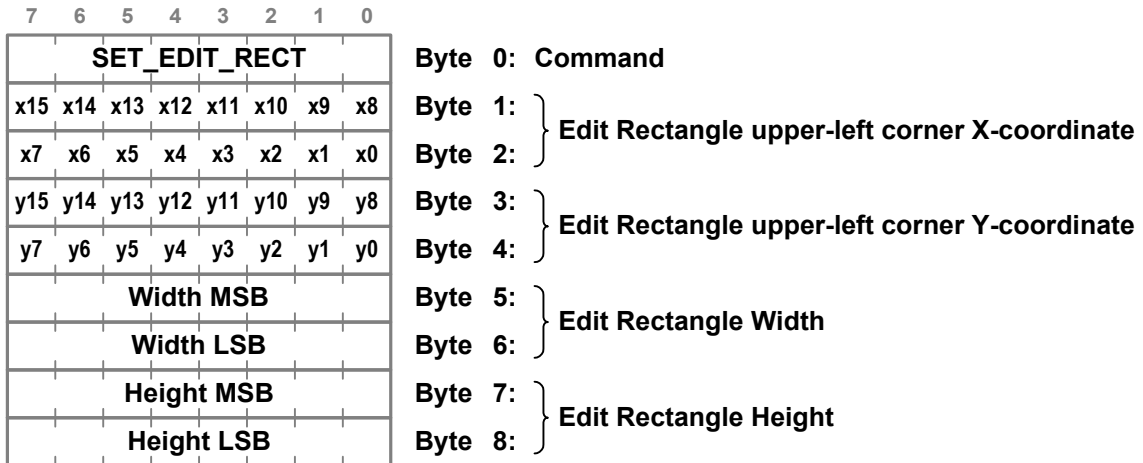 7 6 5 4 3 2 1 0
SET_EDIT_RECT Byte 0: Command
x15 x14 x13 x12 x11 x10 x9 x8 Byte 1:
Edit Rectangle upper-left corner X-coordinate
x7 x6 x5 x4 x3 x2 x1 x0 Byte 2:
y15 y14 y13 y12 y11 y10 y9 y8 Byte 3:
Edit Rectangle upper-left corner Y-coordinate
y7 y6 y5 y4 y3 y2 y1 y0 Byte 4:
Width MSB Byte 5:
Edit Rectangle Width
Width LSB Byte 6:
Height MSB Byte 7:
Edit Rectangle Height
Height LSB Byte 8: